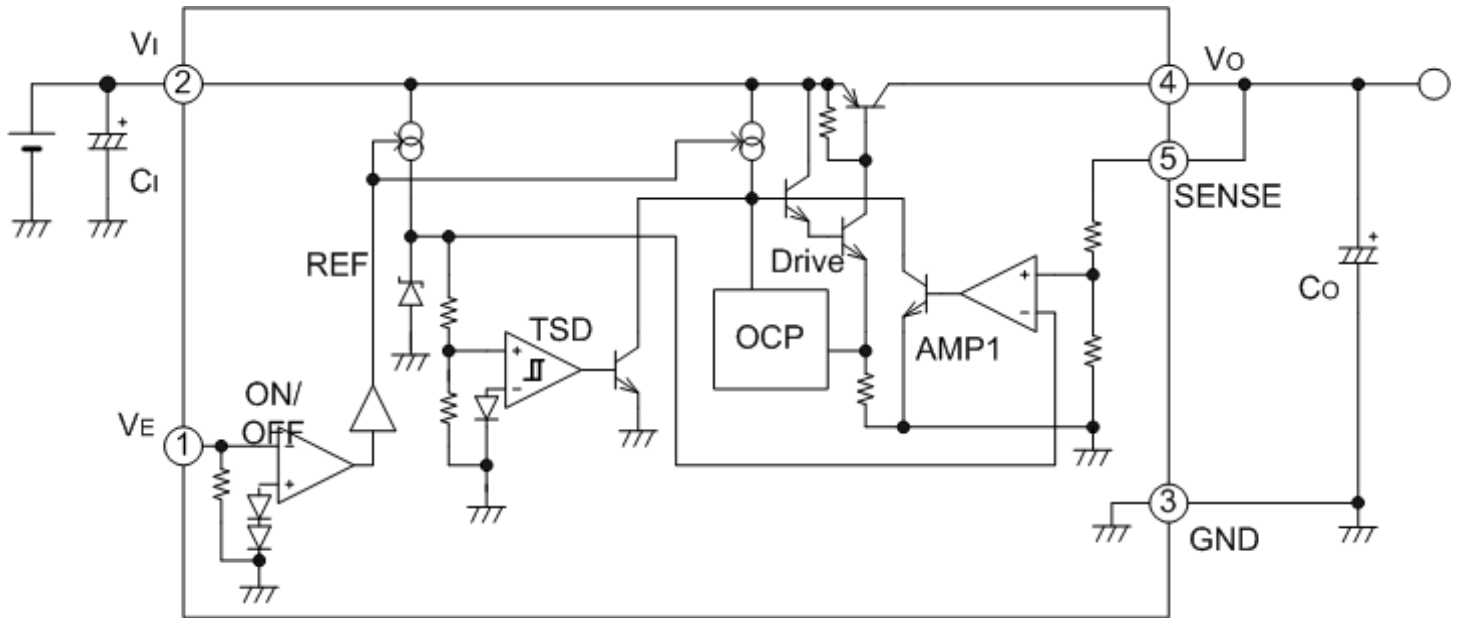 VI
2
CI
REF
ON/
OFF
VE
1
TSD
OCP
Drive
AMP1
4
VO
5
SENSE
CO
3
GND
+
+
+
-
-
+
+
-